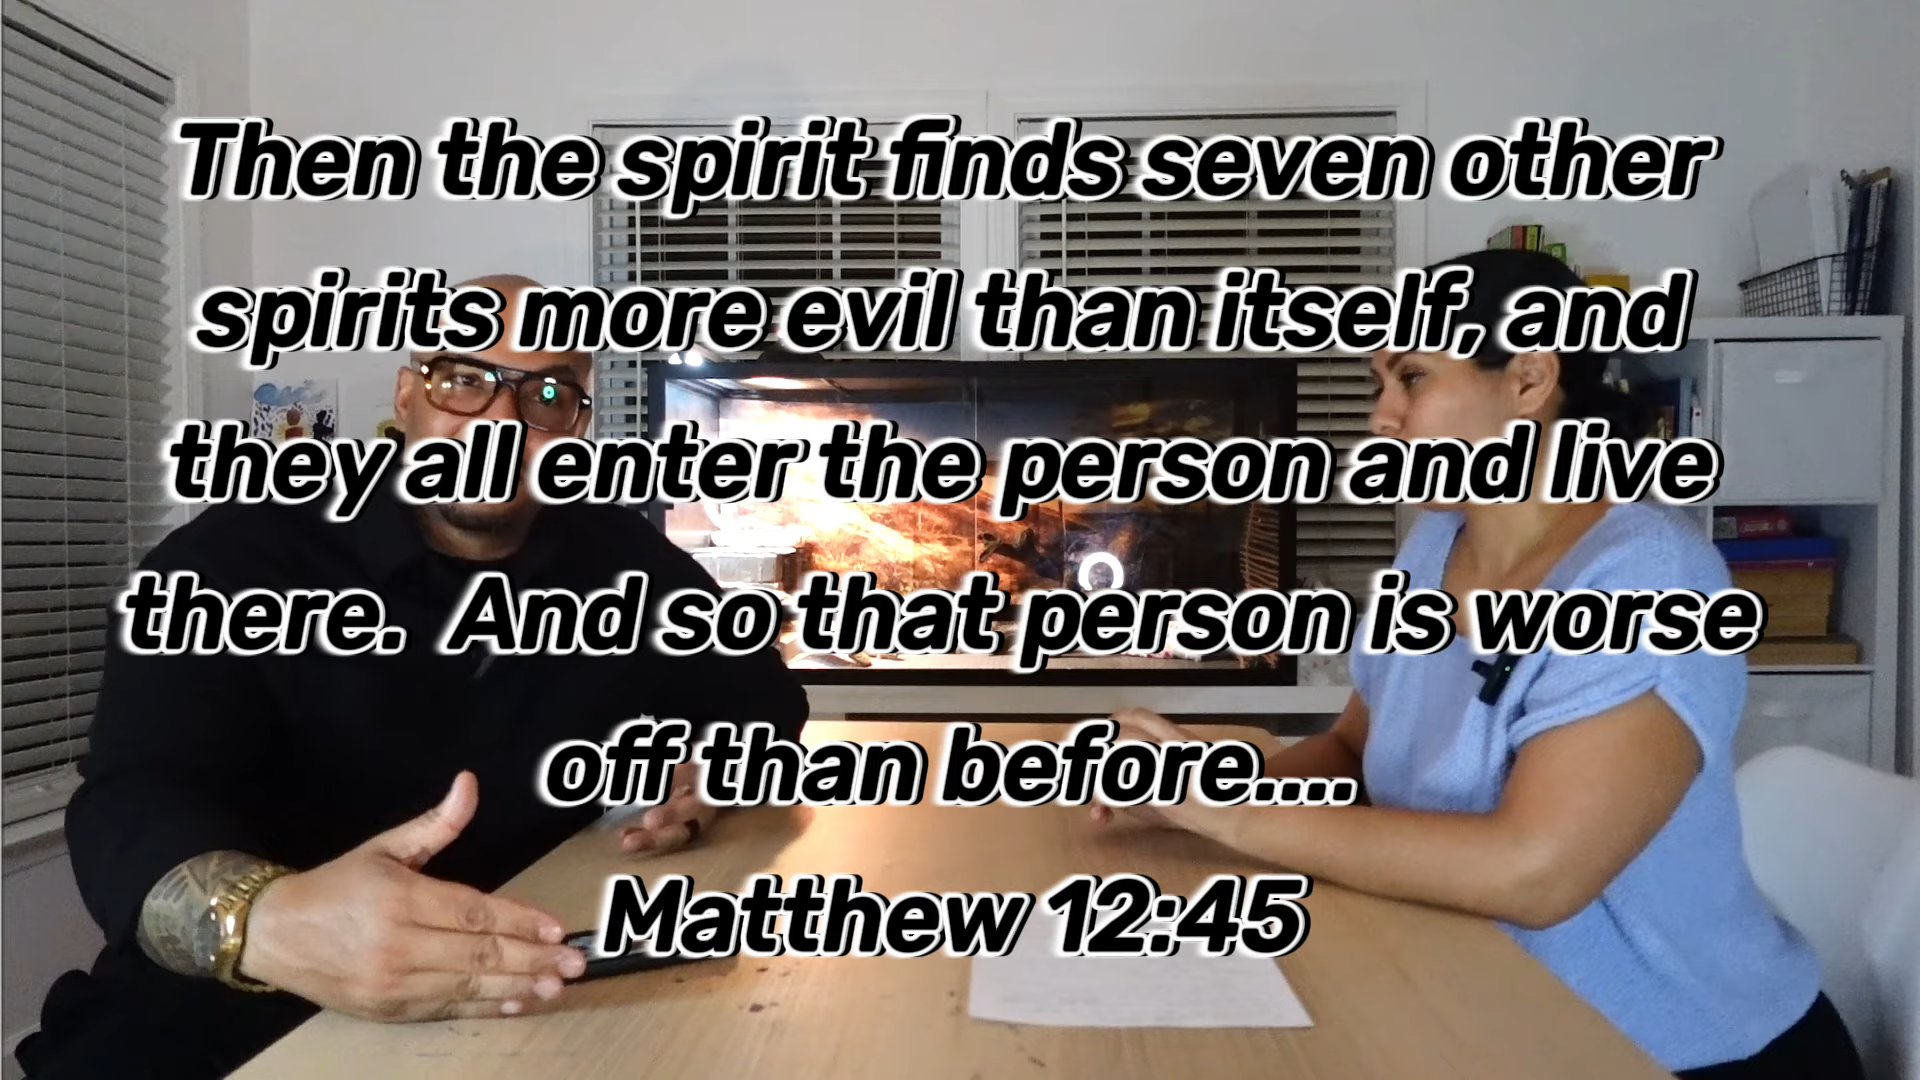 Then the spirit finds seven other
spirits more evil than itself, and
they all enter the person and live
there.  And so that person is worse
off than before....
Matthew 12:45